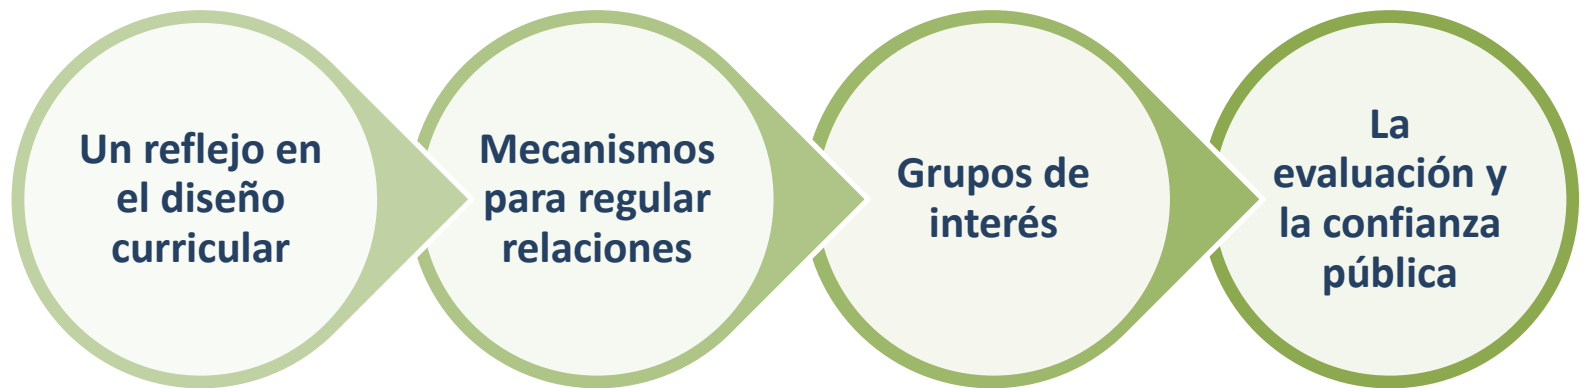 Un reflejo en
el diseño
curricular
Mecanismos
para regular
relaciones
Grupos de
interés
La
evaluación y
la confianza
pública